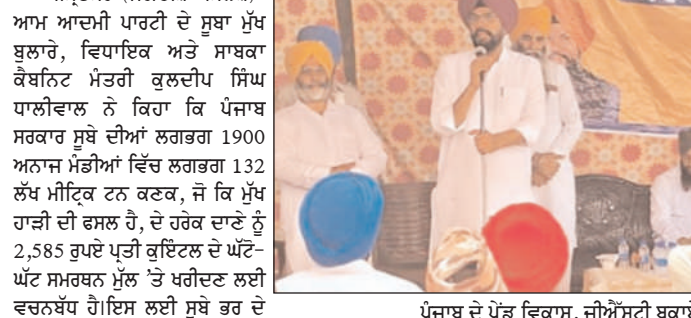 ਆਮ ਆਦਮੀ ਪਾਰਟੀ ਦੇ ਸੂਬਾ ਮੁੱਖ
ਬੁਲਾਰੇ, ਵਿਧਾਇਕ ਅਤੇ ਸਾਬਕਾ
ਕੈਬਨਿਟ ਮੰਤਰੀ ਕੁਲਦੀਪ ਸਿੰਘ
ਧਾਲੀਵਾਲ ਨੇ ਕਿਹਾ ਕਿ ਪੰਜਾਬ
ਸਰਕਾਰ ਸੂਬੇ ਦੀਆਂ ਲਗਭਗ 1900
ਅਨਾਜ ਮੰਡੀਆਂ ਵਿੱਚ ਲਗਭਗ 132
ਲੱਖ ਮੀਟ੍ਰਿਕ ਟਨ ਕਣਕ, ਜੋ ਕਿ ਮੁੱਖ
ਹਾੜੀ ਦੀ ਫਸਲ ਹੈ, ਦੇ ਹਰੇਕ ਦਾਣੇ ਨੂੰ
2,585 ਰੁਪਏ ਪ੍ਰਤੀ ਕੁਇੰਟਲ ਦੇ ਘੱਟੋ-
ਘੱਟ ਸਮਰਥਨ ਮੁੱਲ ’ਤੇ ਖਰੀਦਣ ਲਈ
ਵਚਨਬੱਧ ਹੈ।ਇਸ ਲਈ ਸੂਬੇ ਭਰ ਦੇ
ਪੰਜਾਬ ਦੇ ਪੇਂਡੂ ਵਿਕਾਸ, ਜੀਐੱਸਟੀ